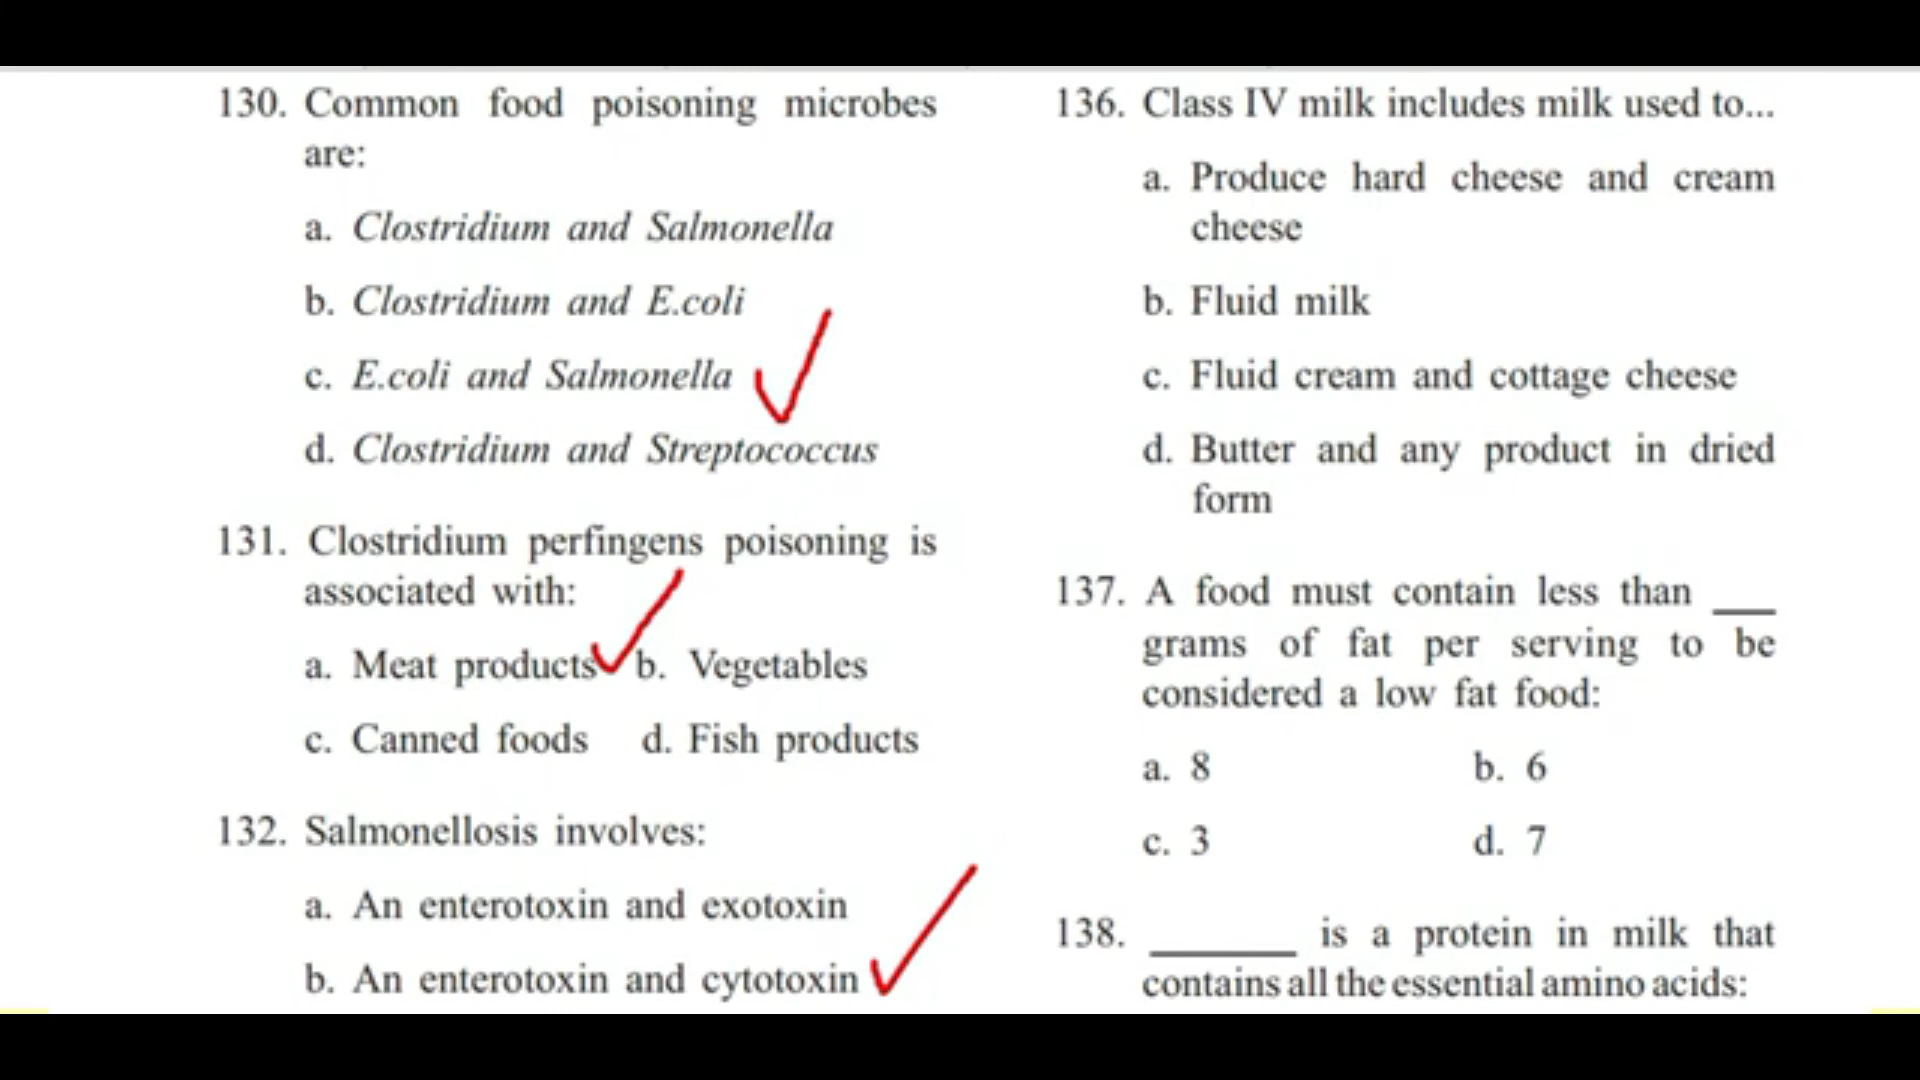 130. Common food poisoning microbes
are:
a. Clostridium and Salmonella
b. Clostridium and E.coli
c. E.coli and Salmonella
d. Clostridium and Streptococcus
131. Clostridium perfingens poisoning is
associated with:
a. Meat products b. Vegetables
c. Canned foods d. Fish products
132. Salmonellosis involves:
a. An enterotoxin and exotoxin
b. An enterotoxin and cytotoxin
136. Class IV milk includes milk used to...
a. Produce hard cheese and cream
cheese
b. Fluid milk
c. Fluid cream and cottage cheese
d. Butter and any product in dried
form
137. A food must contain less than ___
grams of fat per serving to be
considered a low fat food:
a. 8 b. 6
c. 3 d. 7
138. _______ is a protein in milk that
contains all the essential amino acids: